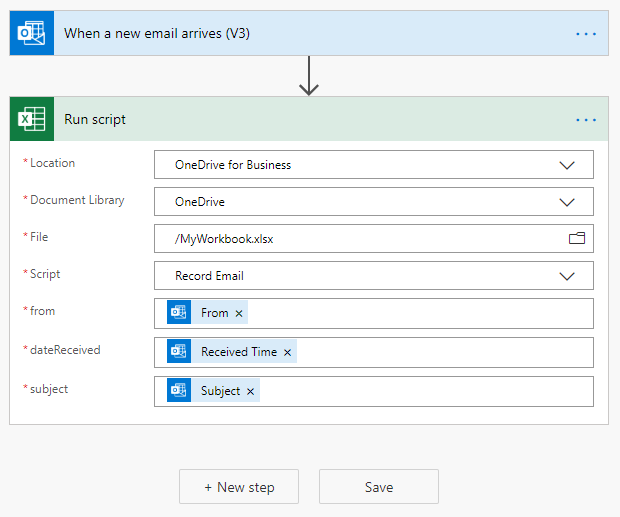 When a new email arrives (V3)
Run script
* Location
OneDrive for Business
* Document Library
OneDrive
* File
/MyWorkbook.xlsx
* Script
Record Email
* from
From ×
* dateReceived
Received Time ×
* subject
Subject ×
+ New step
Save